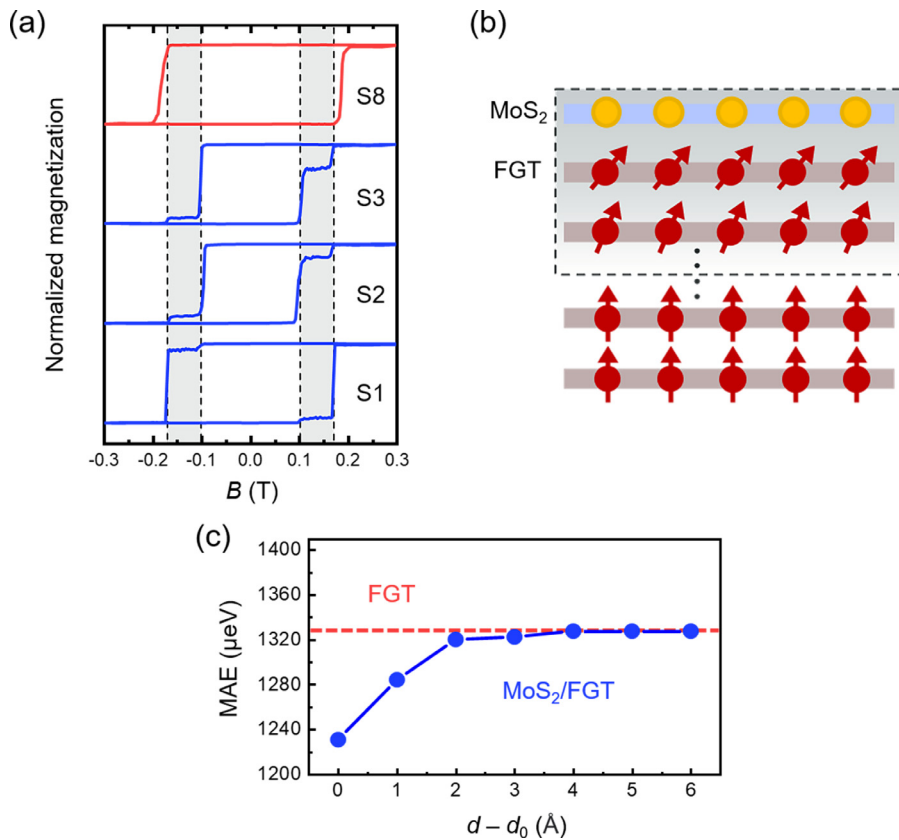 (a)
Normalized magnetization
S8
S3
S2
S1
-0.3 -0.2 -0.1 0.0 0.1 0.2 0.3
B (T)
(b)
MoS2
FGT
(c)
MAE (µeV)
1400
1360
1320
1280
1240
1200
FGT
MoS2/FGT
0 1 2 3 4 5 6
d – d0 (Å)